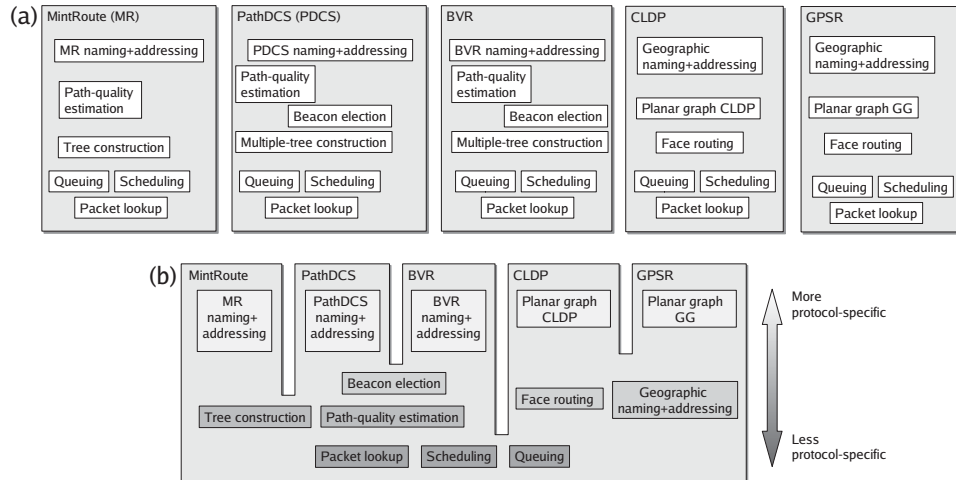 (a)
MintRoute (MR)
MR naming+addressing
Path-quality
estimation
Tree construction
Queuing
Scheduling
Packet lookup
PathDCS (PDCS)
PDCS naming+addressing
Path-quality
estimation
Beacon election
Multiple-tree construction
Queuing
Scheduling
Packet lookup
BVR
BVR naming+addressing
Path-quality
estimation
Beacon election
Multiple-tree construction
Queuing
Scheduling
Packet lookup
CLDP
Geographic
naming+addressing
Planar graph CLDP
Face routing
Queuing
Scheduling
Packet lookup
GPSR
Geographic
naming+addressing
Planar graph GG
Face routing
Queuing
Scheduling
Packet lookup
(b)
MintRoute
PathDCS
BVR
CLDP
GPSR
MR
naming+
addressing
PathDCS
naming+
addressing
BVR
naming+
addressing
Planar graph
CLDP
Planar graph
GG
Beacon election
Face routing
Geographic
naming+addressing
Tree construction
Path-quality estimation
Packet lookup
Scheduling
Queuing
More
protocol-specific
Less
protocol-specific